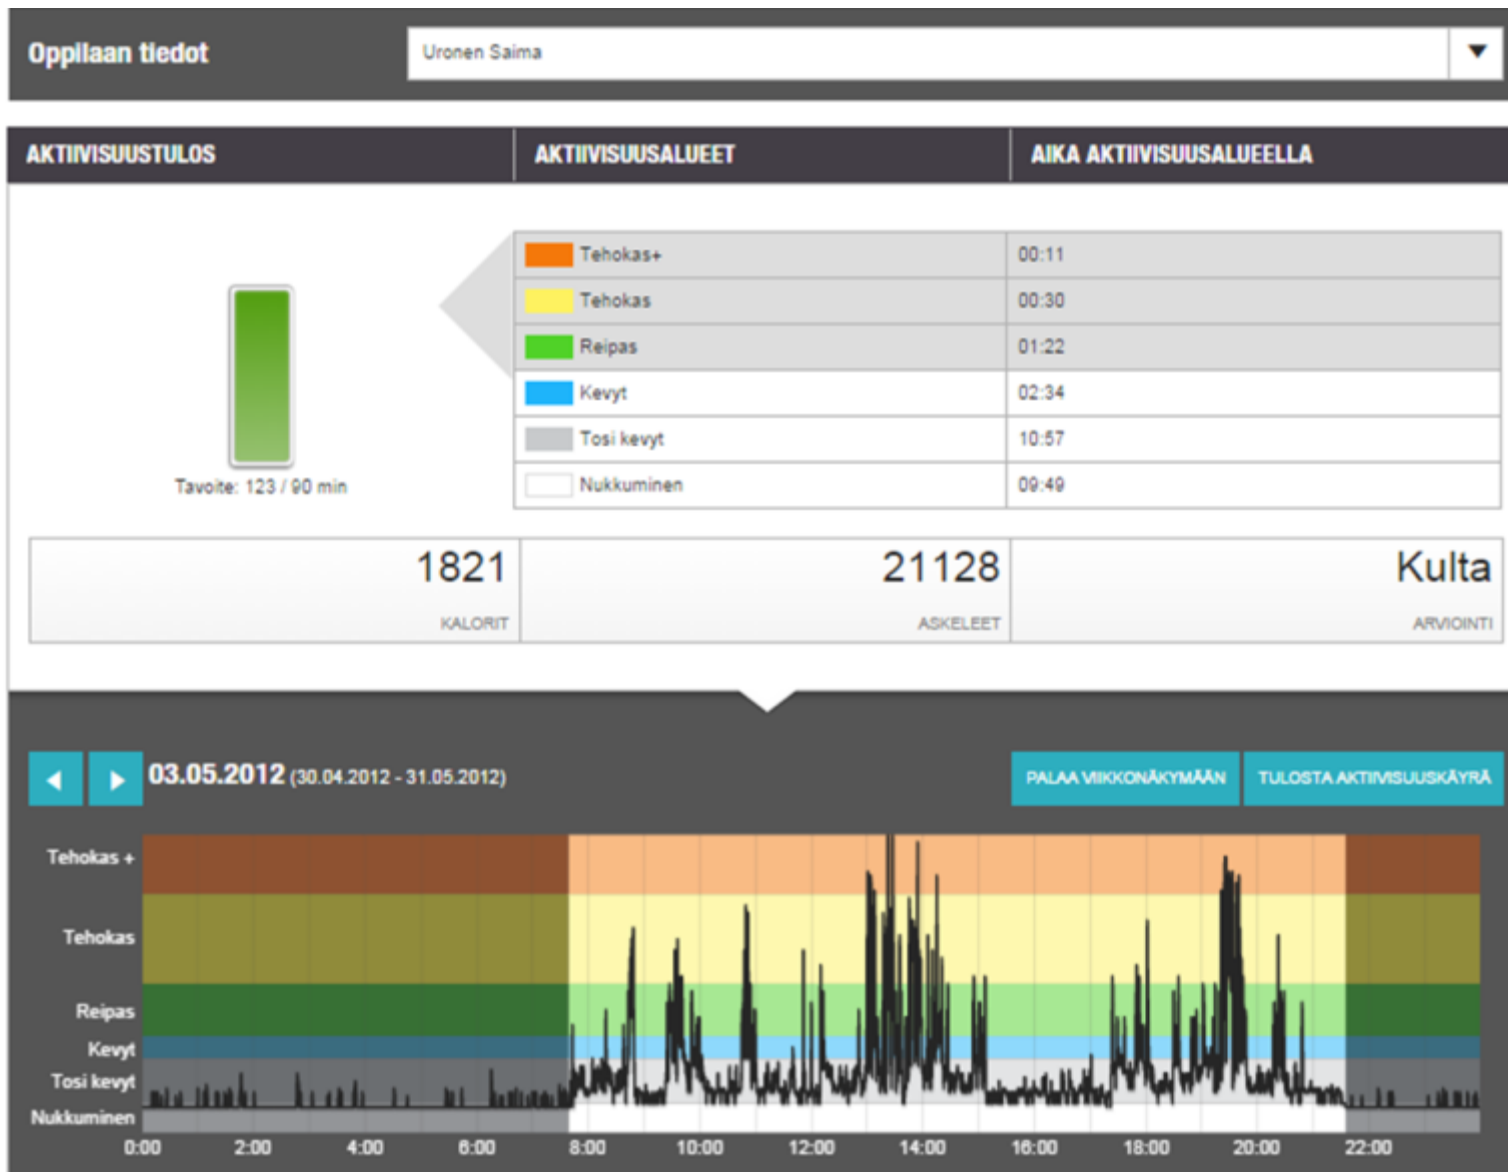 Oppilaan tiedot
Uronen Saima
AKTIIVISUUSTULOS
AKTIIVISUUSALUEET
AIKA AKTIIVISUUSALUEELLA
Tehokas+ 00:11
Tehokas 00:30
Reipas 01:22
Kevyt 02:34
Tosi kevyt 10:57
Nukkuminen 09:49
Tavoite: 123 / 90 min
1821
KALORIT
21128
ASKELEET
Kulta
ARVIOINTI
03.05.2012 (30.04.2012 - 31.05.2012)
PALAA VIIKKONÄKYMÄÄN
TULOSTA AKTIIVISUUSKÄYRÄ
Tehokas +
Tehokas
Reipas
Kevyt
Tosi kevyt
Nukkuminen
0:00 2:00 4:00 6:00 8:00 10:00 12:00 14:00 16:00 18:00 20:00 22:00